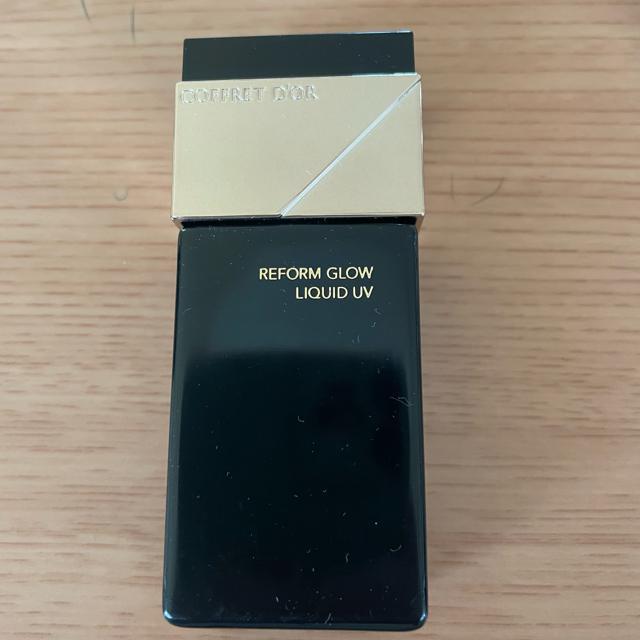 COFFRET D'OR
REFORM GLOW
LIQUID UV